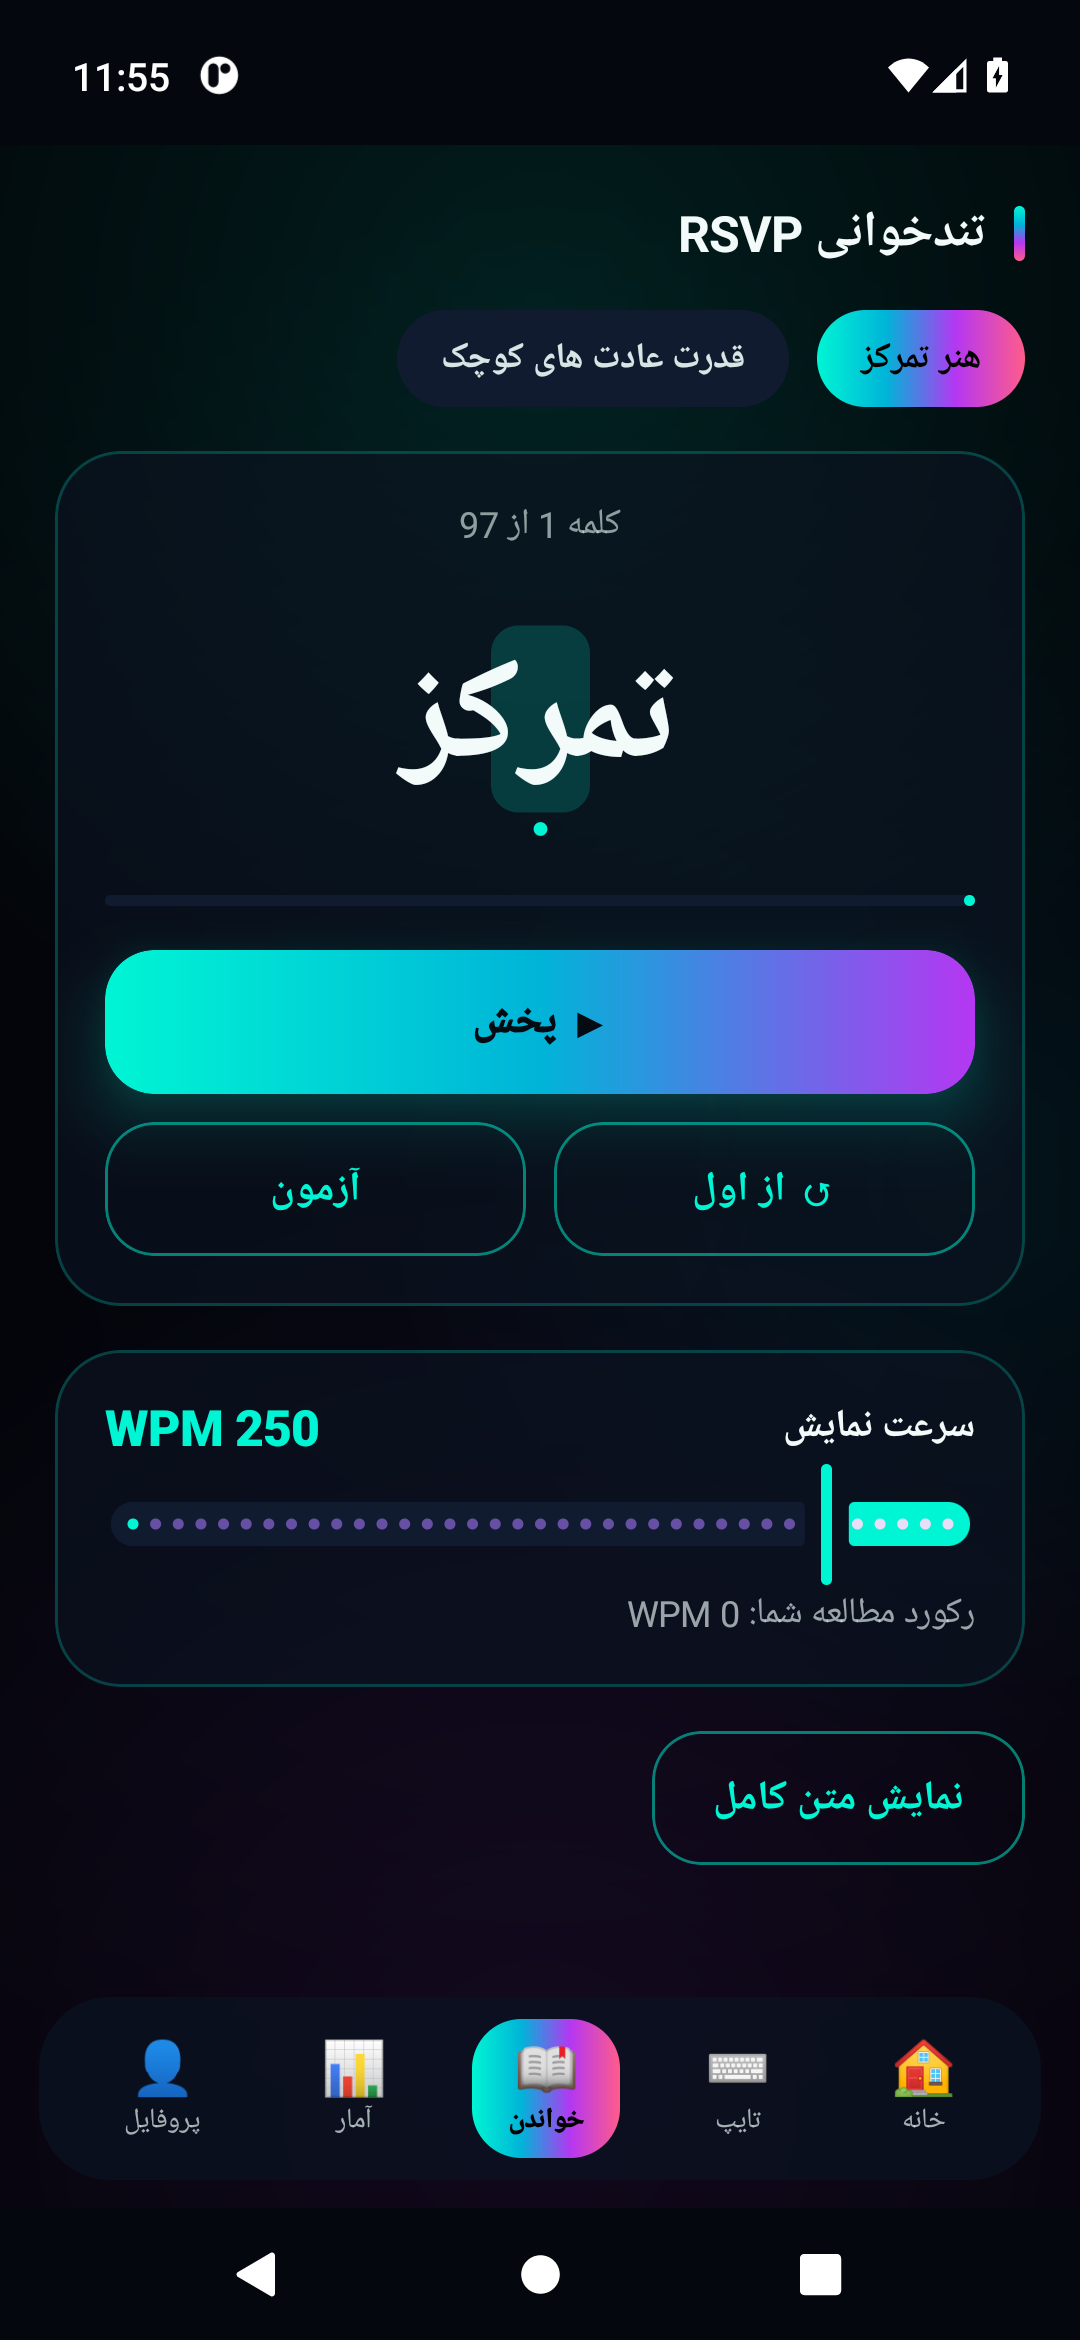 11:55
تندخوانی RSVP
هنر تمرکز
قدرت عادت های کوچک
کلمه 1 از 97
تمرکز
▶ پخش
↺ از اول
آزمون
سرعت نمایش
250 WPM
رکورد مطالعه شما: 0 WPM
نمایش متن کامل
خانه
تایپ
خواندن
آمار
پروفایل